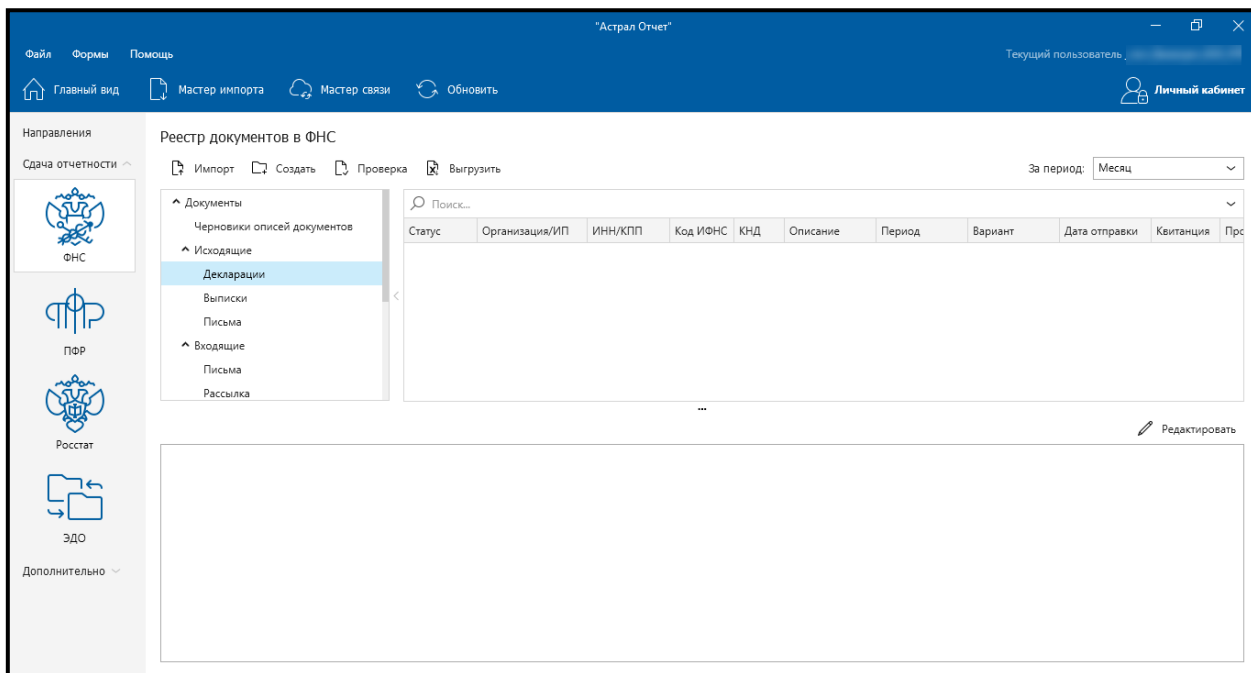 "Астрал Отчет"
Файл Формы Помощь
Текущий пользователь
Главный вид Мастер импорта Мастер связи Обновить
Личный кабинет
Направления
Сдача отчетности
ФНС
ПФР
Росстат
ЭДО
Дополнительно
Реестр документов в ФНС
Импорт Создать Проверка Выгрузить
За период: Месяц
Документы
Черновики описей документов
Исходящие
Декларации
Выписки
Письма
Входящие
Письма
Рассылка
Поиск...
Статус Организация/ИП ИНН/КПП Код ИФНС КНД Описание Период Вариант Дата отправки Квитанция Прс
...
Редактировать